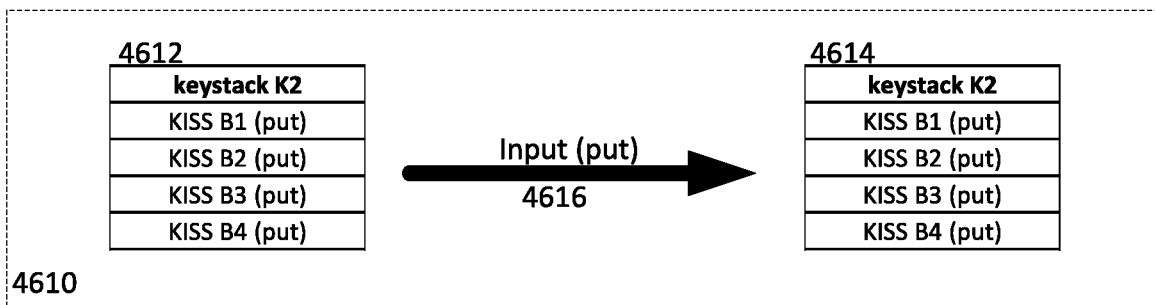 4612
keystack K2
KISS B1 (put)
KISS B2 (put)
KISS B3 (put)
KISS B4 (put)
Input (put)
4616
4614
keystack K2
KISS B1 (put)
KISS B2 (put)
KISS B3 (put)
KISS B4 (put)
4610